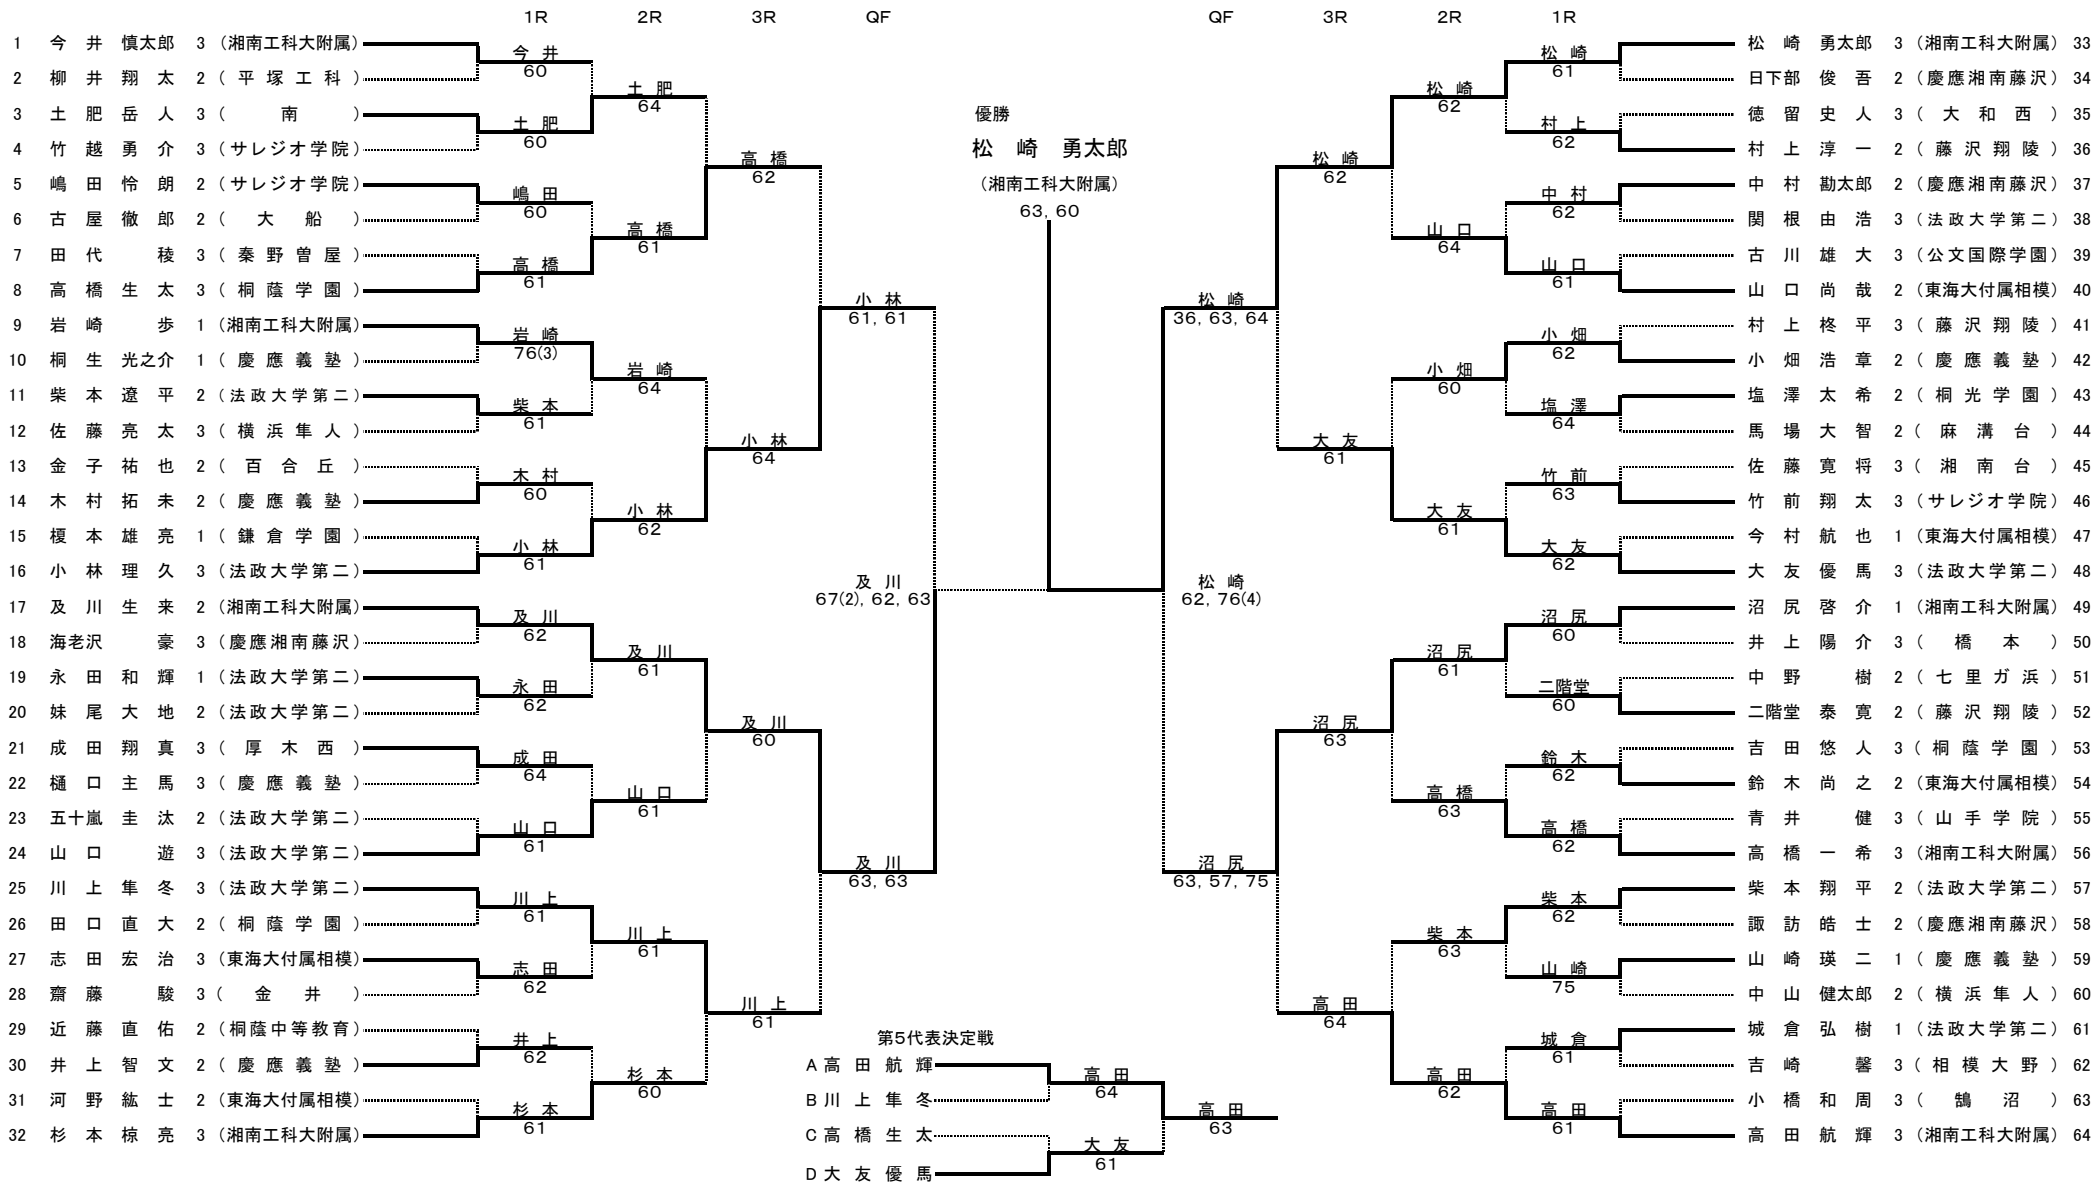 1R 2R 3R QF QF 3R 2R 1R
1 今井 慎太郎 3 (湘南工科大附属)
2 柳井 翔太 2 (平塚工科)
3 土肥 岳人 3 (南)
4 竹越 勇介 3 (サレジオ学院)
5 嶋田 怜朗 2 (サレジオ学院)
6 古屋 徹郎 2 (大船)
7 田代 稜 3 (秦野曽屋)
8 高橋 生太 3 (桐蔭学園)
9 岩崎 歩 1 (湘南工科大附属)
10 桐生 光之介 1 (慶應義塾)
11 柴本 遼平 2 (法政大学第二)
12 佐藤 亮太 3 (横浜隼人)
13 金子 祐也 2 (百合丘)
14 木村 拓未 2 (慶應義塾)
15 榎本 雄亮 1 (鎌倉学園)
16 小林 理久 3 (法政大学第二)
17 及川 生来 2 (湘南工科大附属)
18 海老沢 豪 3 (慶應湘南藤沢)
19 永田 和輝 1 (法政大学第二)
20 妹尾 大地 2 (法政大学第二)
21 成田 翔真 3 (厚木西)
22 樋口 主馬 3 (慶應義塾)
23 五十嵐 圭汰 2 (法政大学第二)
24 山口 遊 3 (法政大学第二)
25 川上 隼冬 3 (法政大学第二)
26 田口 直大 2 (桐蔭学園)
27 志田 宏治 3 (東海大付属相模)
28 齋藤 駿 3 (金井)
29 近藤 直佑 2 (桐蔭中等教育)
30 井上 智文 2 (慶應義塾)
31 河野 紘士 2 (東海大付属相模)
32 杉本 椋亮 3 (湘南工科大附属)
今井
60
土肥
60
嶋田
60
高橋
61
岩崎
76(3)
柴本
61
木村
60
小林
61
及川
62
永田
62
成田
64
山口
61
川上
61
志田
62
井上
62
杉本
61
土肥
64
高橋
61
岩崎
64
小林
62
及川
61
山口
61
川上
61
杉本
60
高橋
62
小林
64
及川
60
川上
61
小林
61, 61
及川
63, 63
及川
67(2), 62, 63
優勝
松崎 勇太郎
(湘南工科大附属)
63, 60
松崎
62, 76(4)
松崎
36, 63, 64
沼尻
63, 57, 75
松崎
62
大友
61
沼尻
63
高田
64
松崎
62
山口
64
小畑
60
大友
61
沼尻
61
高橋
63
柴本
63
高田
62
松崎
61
村上
62
中村
62
山口
61
小畑
62
塩澤
64
竹前
63
大友
62
沼尻
60
二階堂
60
鈴木
62
高橋
62
柴本
62
山崎
75
城倉
61
高田
61
松崎 勇太郎 3 (湘南工科大附属) 33
日下部 俊吾 2 (慶應湘南藤沢) 34
徳留 史人 3 (大和西) 35
村上 淳一 2 (藤沢翔陵) 36
中村 勘太郎 2 (慶應湘南藤沢) 37
関根 由浩 3 (法政大学第二) 38
古川 雄大 3 (公文国際学園) 39
山口 尚哉 2 (東海大付属相模) 40
村上 柊平 3 (藤沢翔陵) 41
小畑 浩章 2 (慶應義塾) 42
塩澤 太希 2 (桐光学園) 43
馬場 大智 2 (麻溝台) 44
佐藤 寛将 3 (湘南台) 45
竹前 翔太 3 (サレジオ学院) 46
今村 航也 1 (東海大付属相模) 47
大友 優馬 3 (法政大学第二) 48
沼尻 啓介 1 (湘南工科大附属) 49
井上 陽介 3 (橋本) 50
中野 樹 2 (七里ガ浜) 51
二階堂 泰寛 2 (藤沢翔陵) 52
吉田 悠人 3 (桐蔭学園) 53
鈴木 尚之 2 (東海大付属相模) 54
青井 健 3 (山手学院) 55
高橋 一希 3 (湘南工科大附属) 56
柴本 翔平 2 (法政大学第二) 57
諏訪 皓士 2 (慶應湘南藤沢) 58
山崎 瑛二 1 (慶應義塾) 59
中山 健太郎 2 (横浜隼人) 60
城倉 弘樹 1 (法政大学第二) 61
吉崎 馨 3 (相模大野) 62
小橋 和周 3 (鵠沼) 63
高田 航輝 3 (湘南工科大附属) 64
第5代表決定戦
A 高田 航輝
B 川上 隼冬
C 高橋 生太
D 大友 優馬
高田
64
大友
61
高田
63